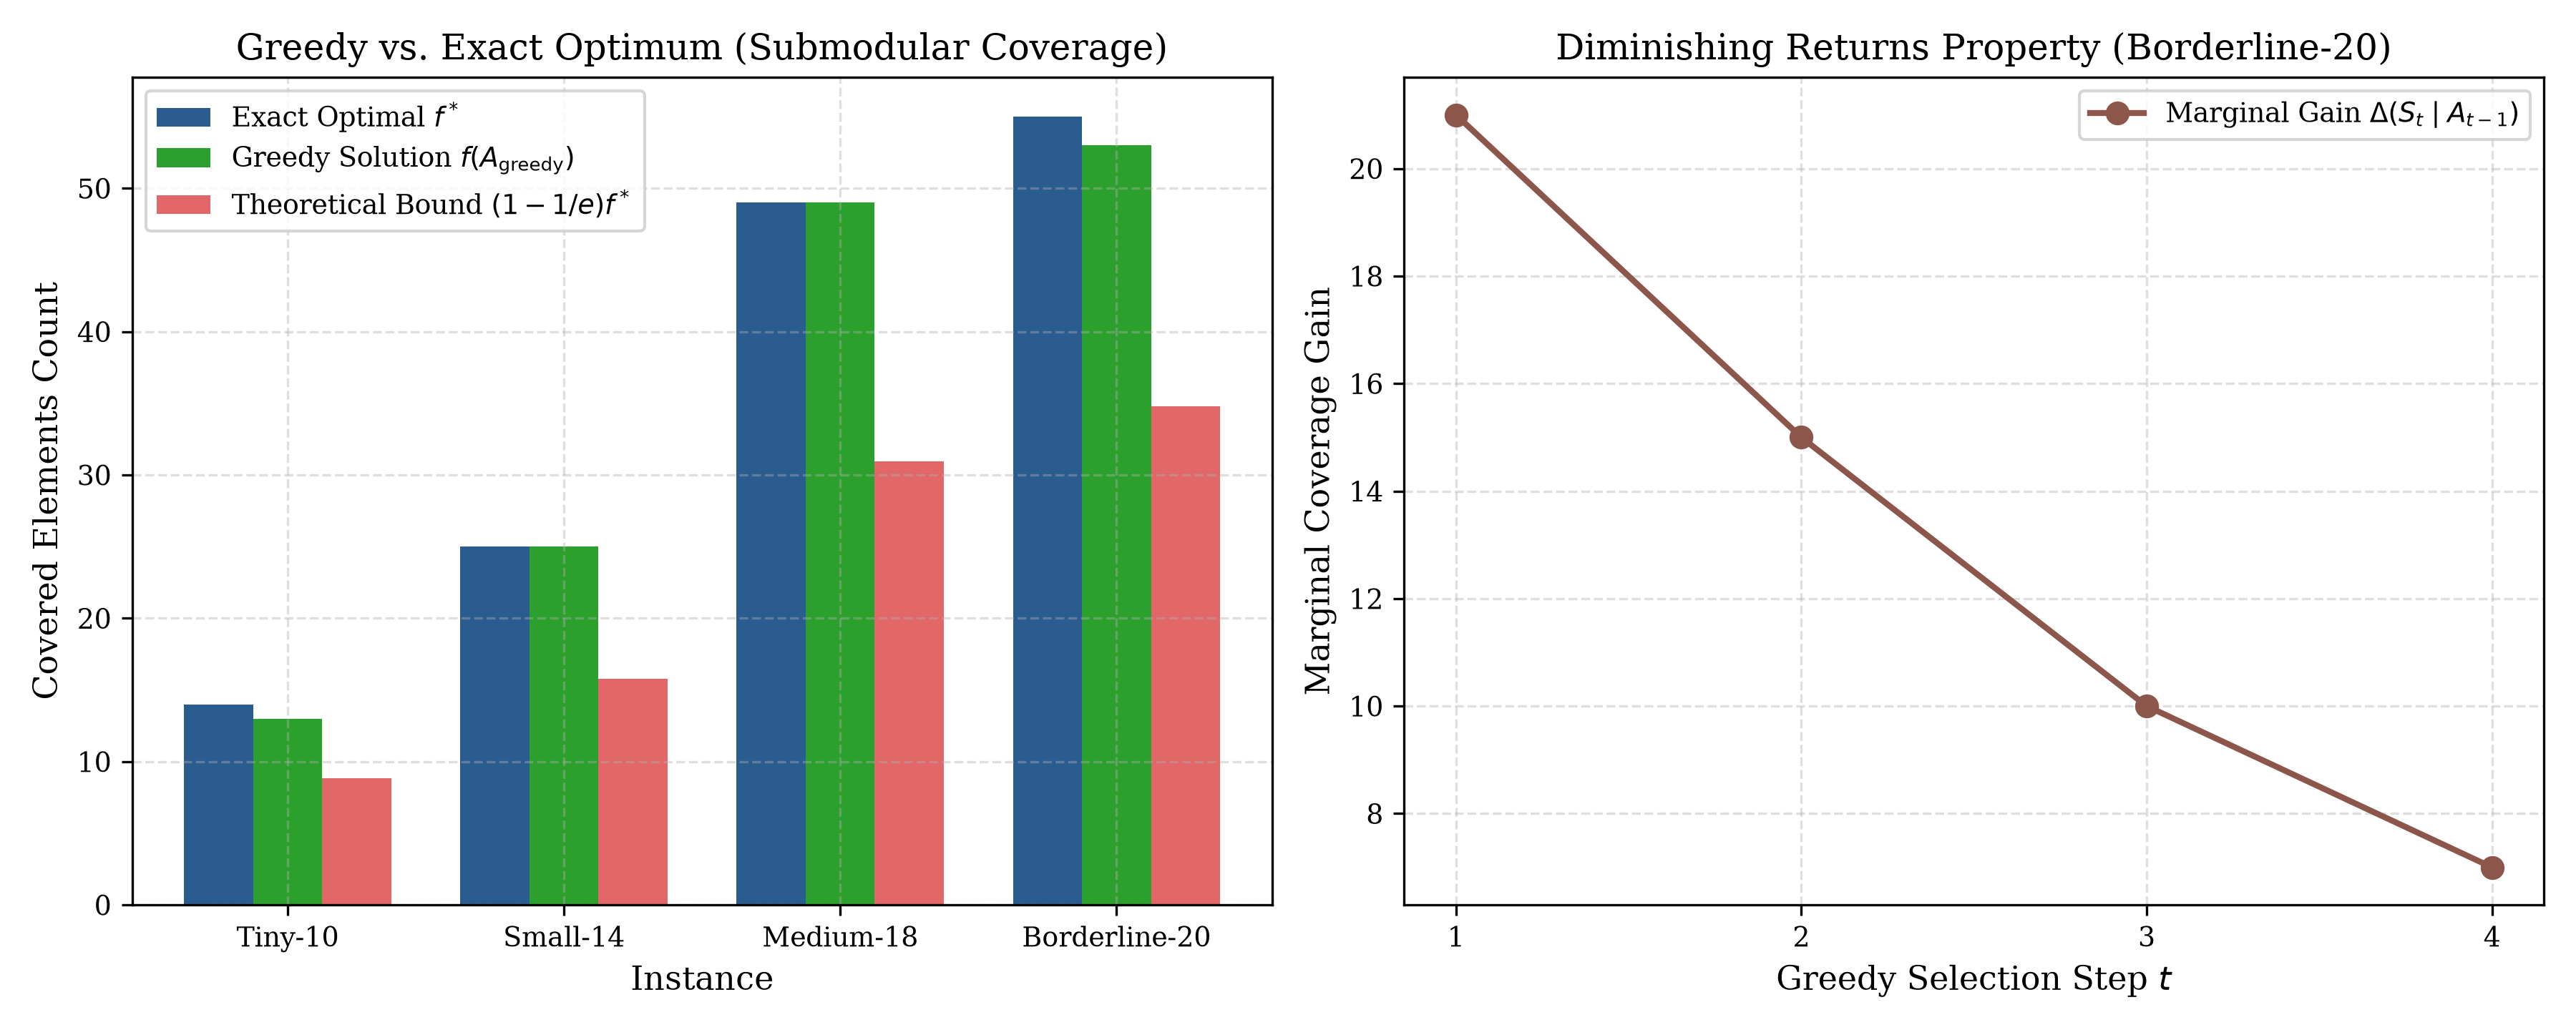 Greedy vs. Exact Optimum (Submodular Coverage)
Exact Optimal f*
Greedy Solution f(A_greedy)
Theoretical Bound (1 − 1/e)f*
Covered Elements Count
50
40
30
20
10
0
Tiny-10 Small-14 Medium-18 Borderline-20
Instance
Diminishing Returns Property (Borderline-20)
Marginal Gain Δ(S_t | A_{t−1})
Marginal Coverage Gain
20
18
16
14
12
10
8
1 2 3 4
Greedy Selection Step t